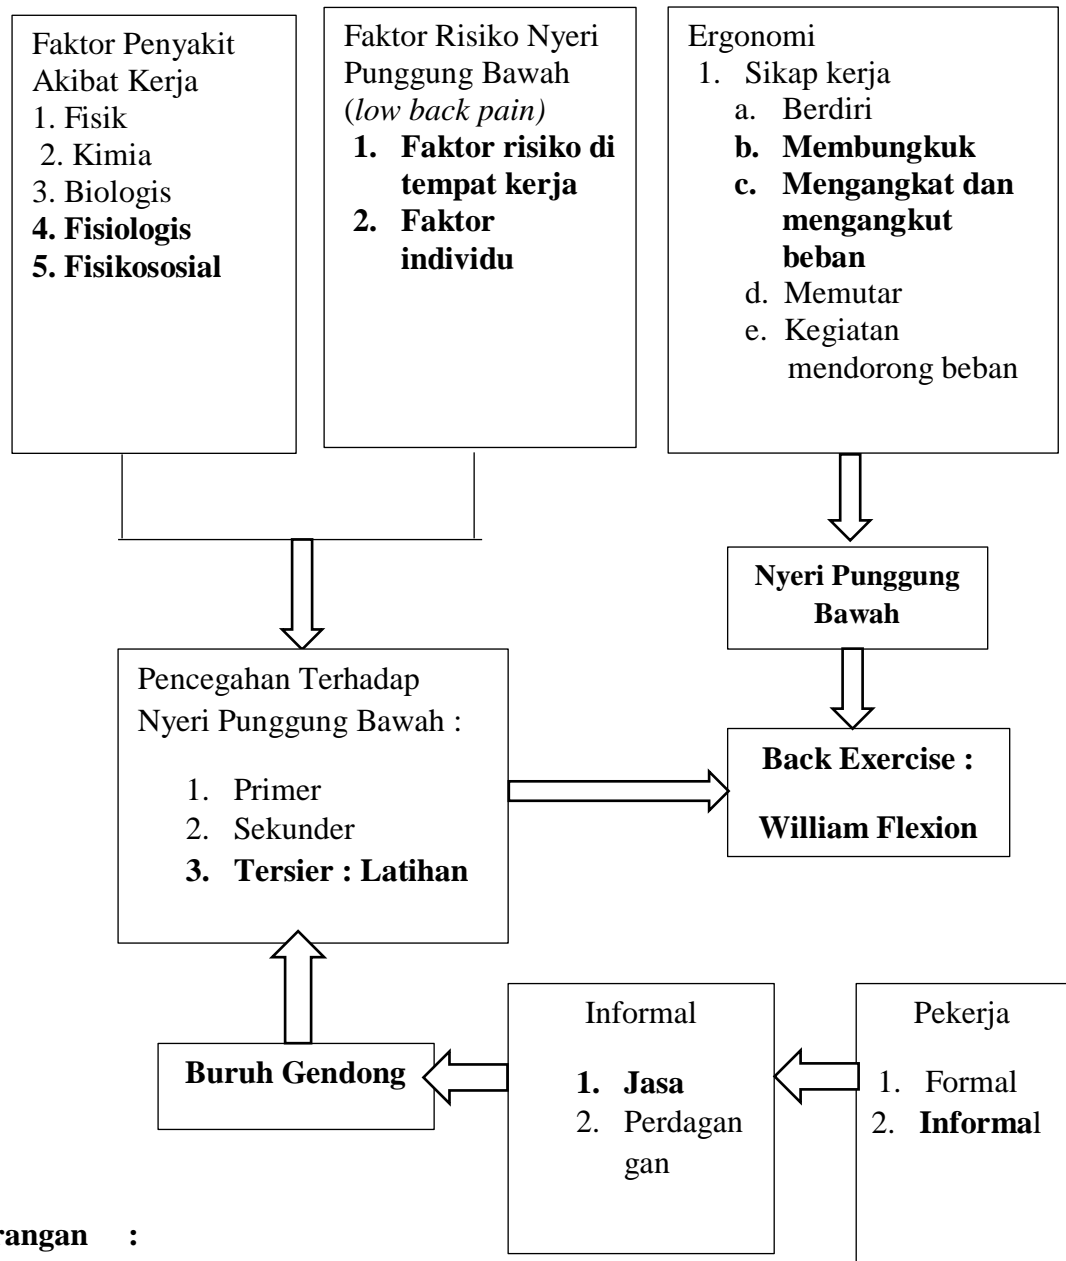 Faktor Penyakit
Akibat Kerja
1. Fisik
2. Kimia
3. Biologis
4. Fisiologis
5. Fisikososial
Faktor Risiko Nyeri
Punggung Bawah
(low back pain)
1. Faktor risiko di
tempat kerja
2. Faktor
individu
Ergonomi
1. Sikap kerja
a. Berdiri
b. Membungkuk
c. Mengangkat dan
mengangkut
beban
d. Memutar
e. Kegiatan
mendorong beban
Nyeri Punggung
Bawah
Pencegahan Terhadap
Nyeri Punggung Bawah :
1. Primer
2. Sekunder
3. Tersier : Latihan
Back Exercise :
William Flexion
Buruh Gendong
Informal
1. Jasa
2. Perdagan
gan
Pekerja
1. Formal
2. Informal
rangan :